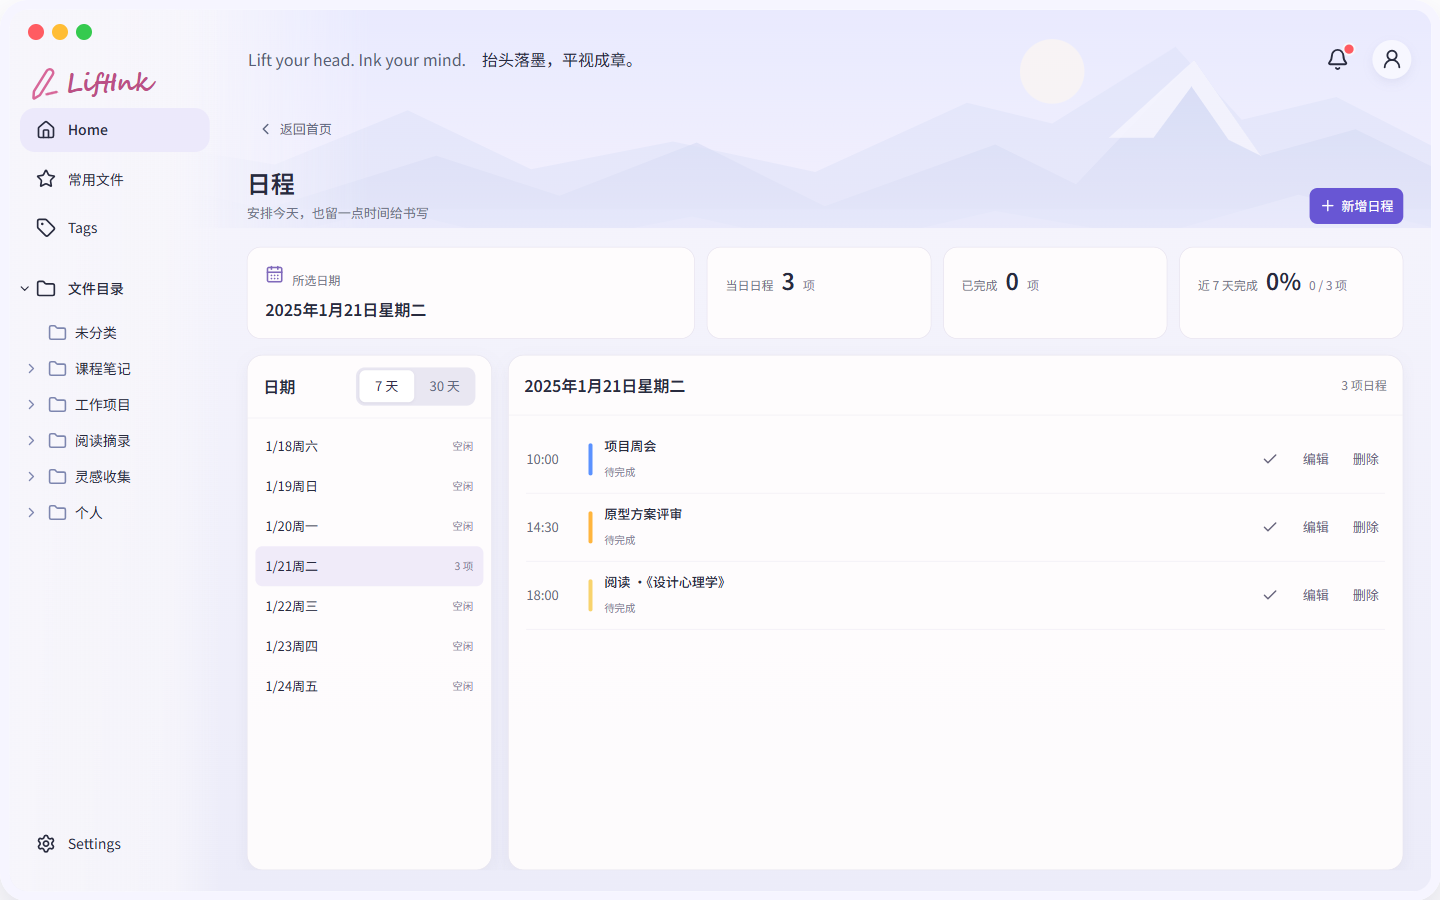 Lift your head. Ink your mind. 抬头落墨，平视成章。
LiftInk
Home
常用文件
Tags
文件目录
未分类
课程笔记
工作项目
阅读摘录
灵感收集
个人
Settings
返回首页
日程
安排今天，也留一点时间给书写
新增日程
所选日期
2025年1月21日星期二
当日日程 3 项
已完成 0 项
近 7 天完成 0% 0 / 3 项
日期
7 天 30 天
1/18周六 空闲
1/19周日 空闲
1/20周一 空闲
1/21周二 3 项
1/22周三 空闲
1/23周四 空闲
1/24周五 空闲
2025年1月21日星期二 3 项日程
10:00 项目周会 编辑 删除
待完成
14:30 原型方案评审 编辑 删除
待完成
18:00 阅读 ·《设计心理学》 编辑 删除
待完成